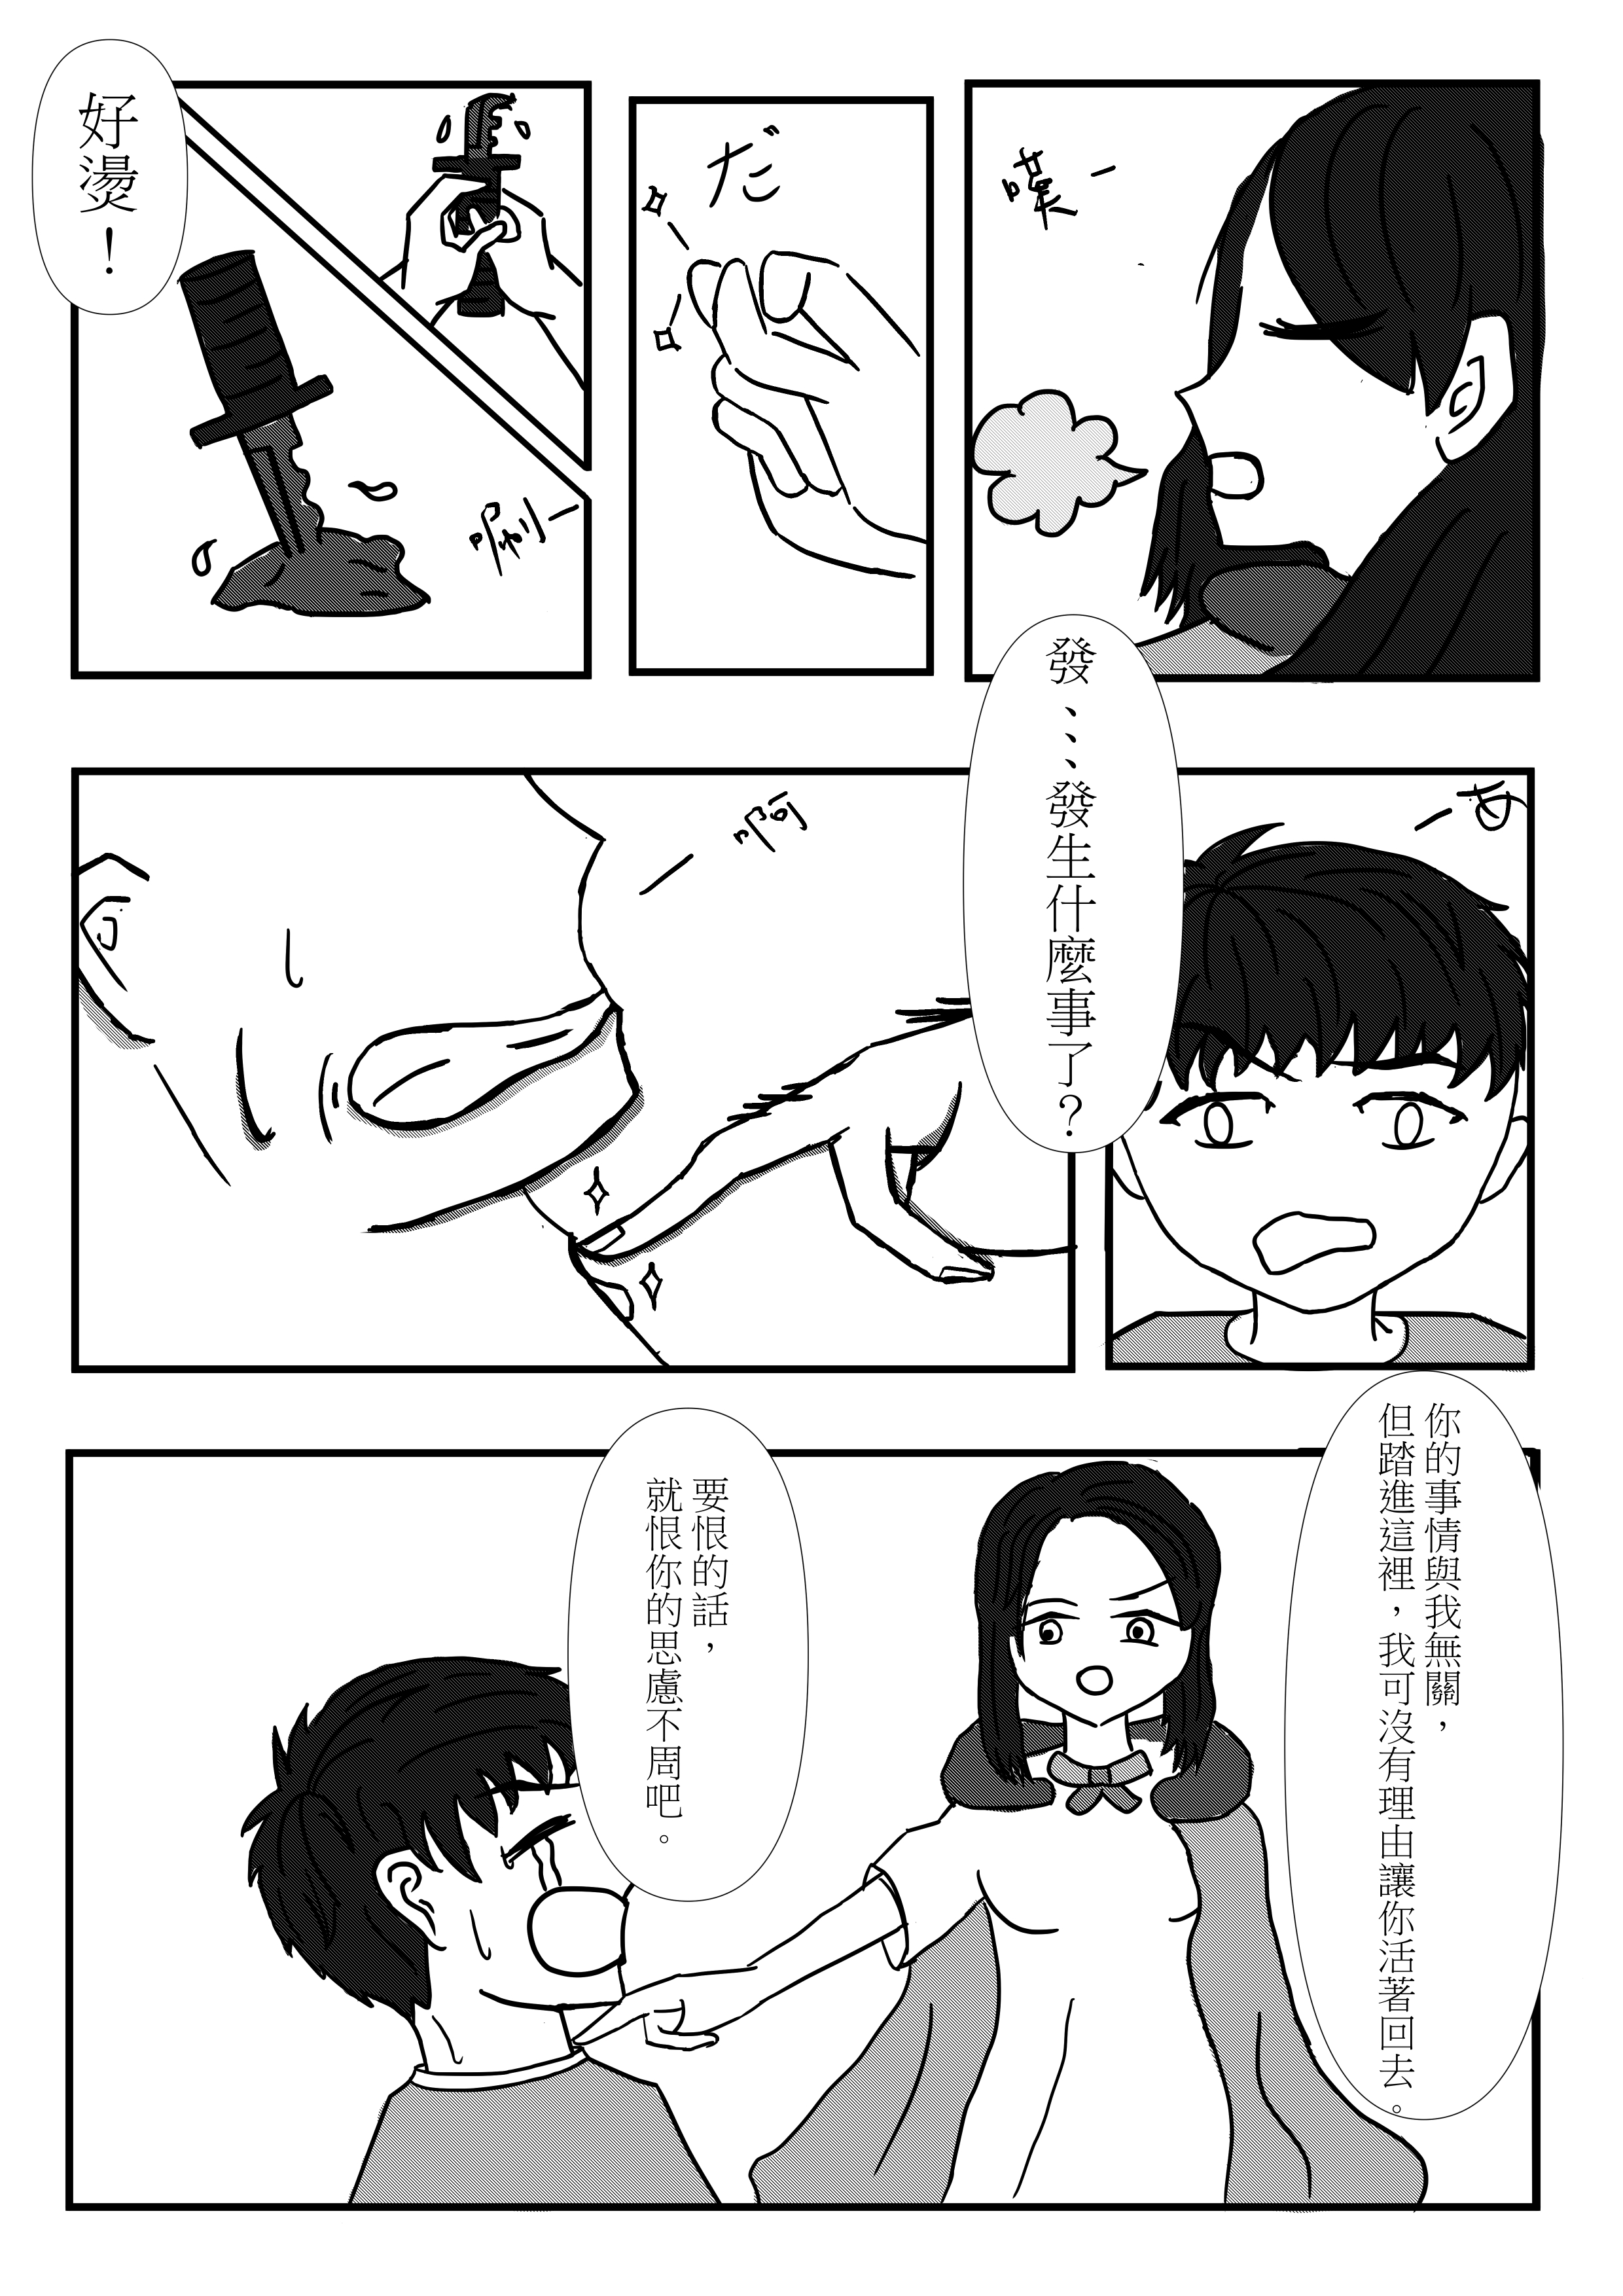 嘆—
だ
好燙！
唰—
發、、、發生什麼事了？
啊—
你的事情與我無關，
但踏進這裡，我可沒有理由讓你活著回去。
要恨的話，
就恨你的思慮不周吧。